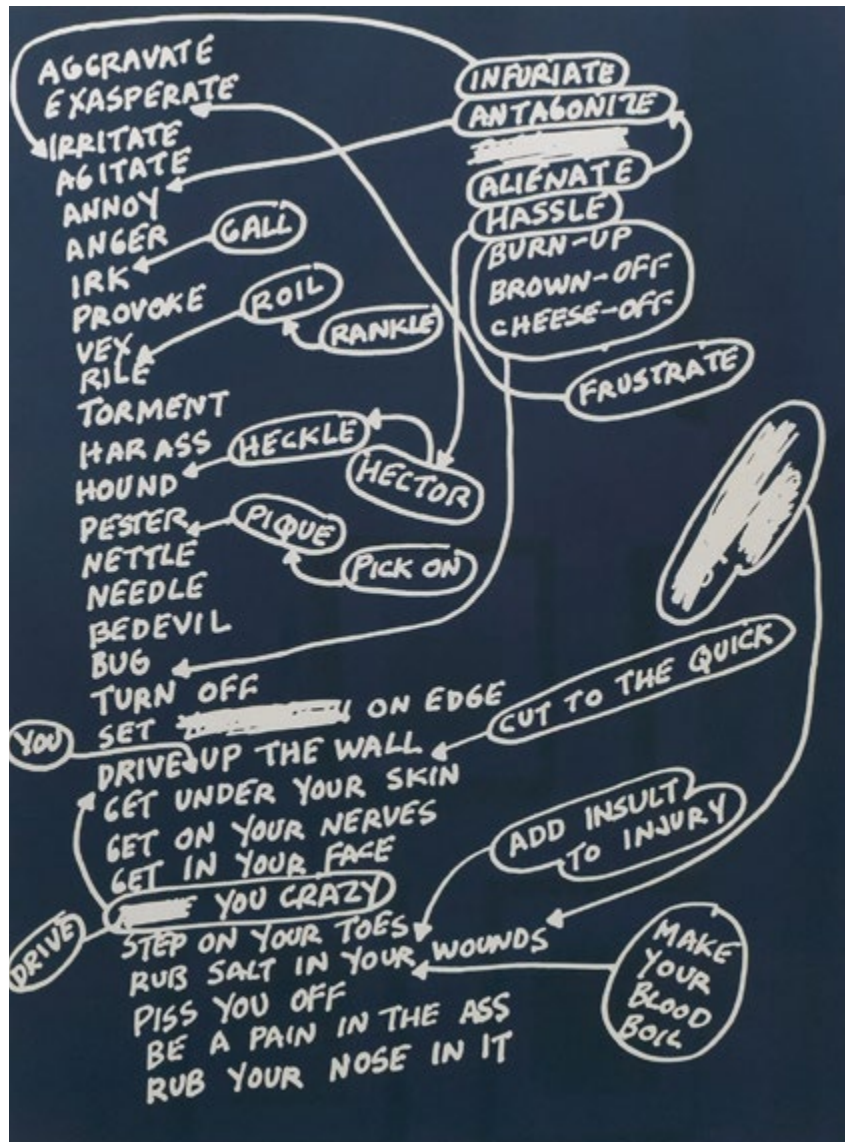 AGGRAVATE
EXASPERATE
IRRITATE
AGITATE
ANNOY
ANGER
IRK
PROVOKE
VEX
RILE
TORMENT
HARASS
HOUND
PESTER
NETTLE
NEEDLE
BEDEVIL
BUG
TURN OFF
SET ON EDGE
DRIVE UP THE WALL
GET UNDER YOUR SKIN
GET ON YOUR NERVES
GET IN YOUR FACE
YOU CRAZY
STEP ON YOUR TOES
RUB SALT IN YOUR WOUNDS
PISS YOU OFF
BE A PAIN IN THE ASS
RUB YOUR NOSE IN IT
YOU
DRIVE
GALL
ROIL
RANKLE
HECKLE
HECTOR
PIQUE
PICK ON
INFURIATE
ANTAGONIZE
ALIENATE
HASSLE
BURN-UP
BROWN-OFF
CHEESE-OFF
FRUSTRATE
CUT TO THE QUICK
ADD INSULT
TO INJURY
MAKE
YOUR
BLOOD
BOIL